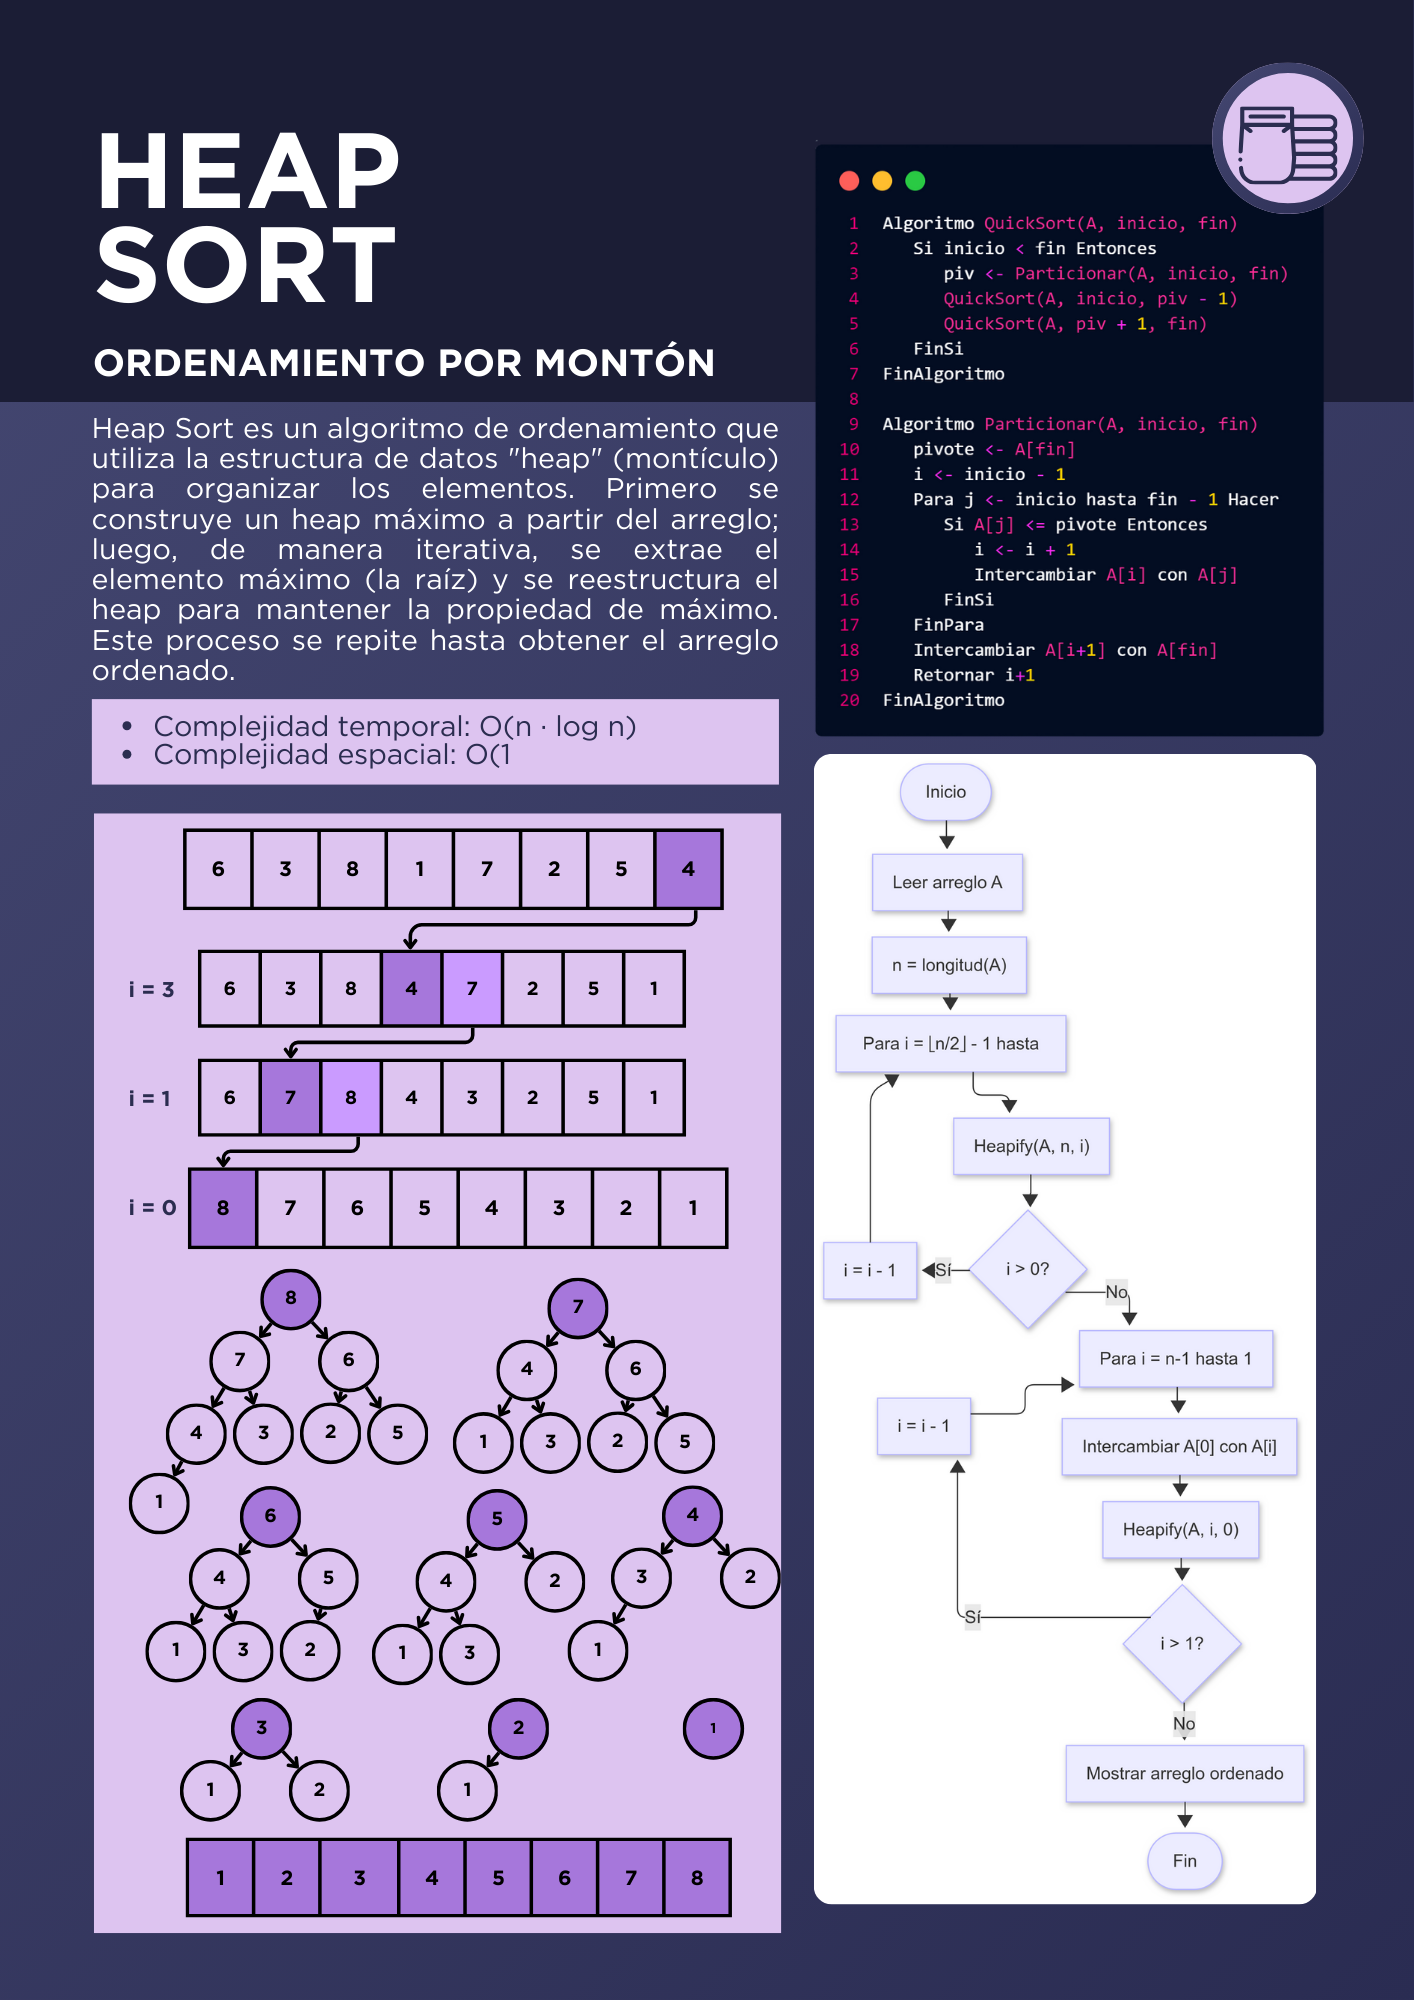 HEAP
SORT
ORDENAMIENTO POR MONTÓN
Heap Sort es un algoritmo de ordenamiento que
utiliza la estructura de datos "heap" (montículo)
para organizar los elementos. Primero se
construye un heap máximo a partir del arreglo;
luego, de manera iterativa, se extrae el
elemento máximo (la raíz) y se reestructura el
heap para mantener la propiedad de máximo.
Este proceso se repite hasta obtener el arreglo
ordenado.
• Complejidad temporal: O(n · log n)
• Complejidad espacial: O(1
6 3 8 1 7 2 5 4
i = 3 6 3 8 4 7 2 5 1
i = 1 6 7 8 4 3 2 5 1
i = 0 8 7 6 5 4 3 2 1
8 7
7 6 4 6
4 3 2 5 1 3 2 5
1
6 5 4
4 5 4 2 3 2
1 3 2 1 3 1
3 2 1
1 2 1
1 2 3 4 5 6 7 8
1 Algoritmo QuickSort(A, inicio, fin)
2 Si inicio < fin Entonces
3 piv <- Particionar(A, inicio, fin)
4 QuickSort(A, inicio, piv - 1)
5 QuickSort(A, piv + 1, fin)
6 FinSi
7 FinAlgoritmo
8
9 Algoritmo Particionar(A, inicio, fin)
10 pivote <- A[fin]
11 i <- inicio - 1
12 Para j <- inicio hasta fin - 1 Hacer
13 Si A[j] <= pivote Entonces
14 i <- i + 1
15 Intercambiar A[i] con A[j]
16 FinSi
17 FinPara
18 Intercambiar A[i+1] con A[fin]
19 Retornar i+1
20 FinAlgoritmo
Inicio
Leer arreglo A
n = longitud(A)
Para i = ⌊n/2⌋ - 1 hasta
Heapify(A, n, i)
i = i - 1 Sí i > 0?
No
Para i = n-1 hasta 1
i = i - 1
Intercambiar A[0] con A[i]
Heapify(A, i, 0)
Sí
i > 1?
No
Mostrar arreglo ordenado
Fin